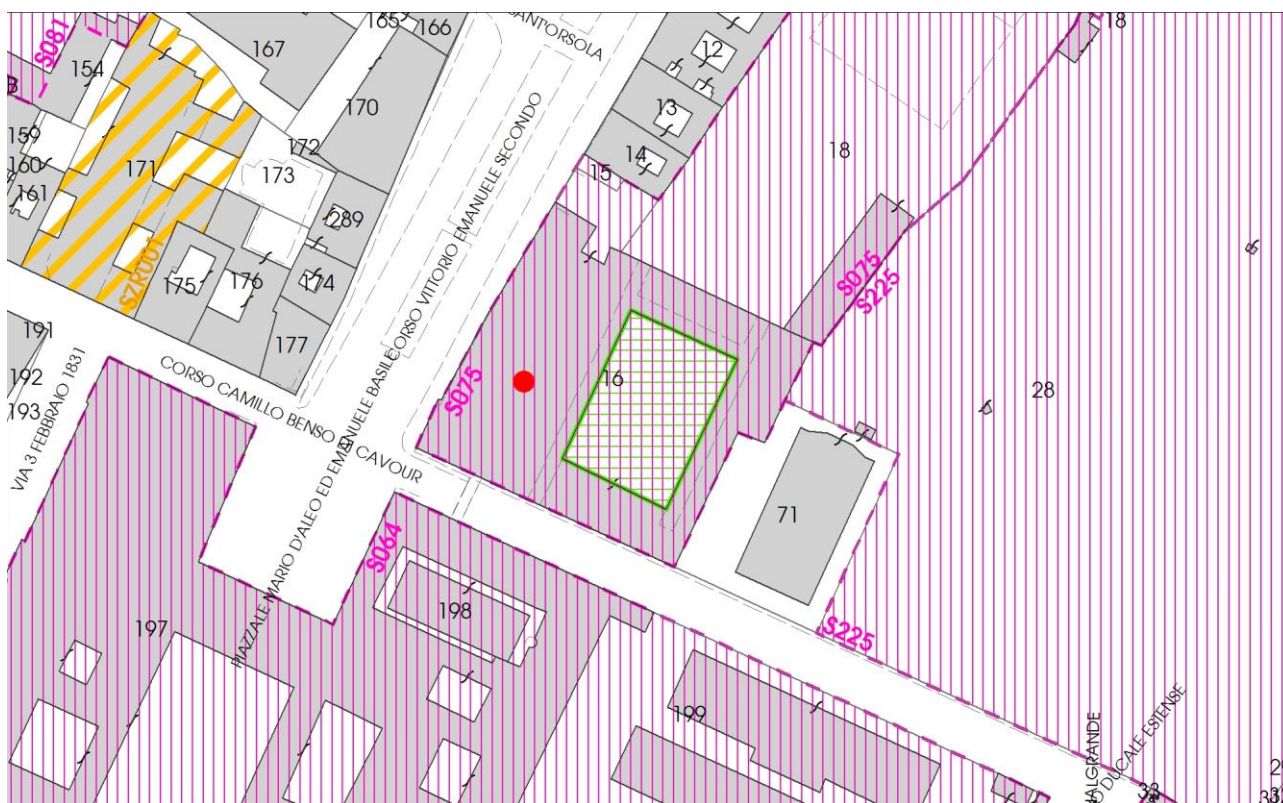 S081
154
167
165
166
SANT'ORSOLA
12
18
170
13
159
160
161
171
172
173
14
15
18
289
SZR001
175
176
174
177
CORSO VITTORIO EMANUELE SECONDO
S075
S225
191
192
193
VIA 3 FEBBRAIO 1831
CORSO CAMILLO BENSO DI CAVOUR
S075
16
28
71
PIAZZALE MARIO D'ALEO ED EMANUELE BASILE
S064
198
197
S225
199
ALGRANDE
O DUCALE ESTENSE
33